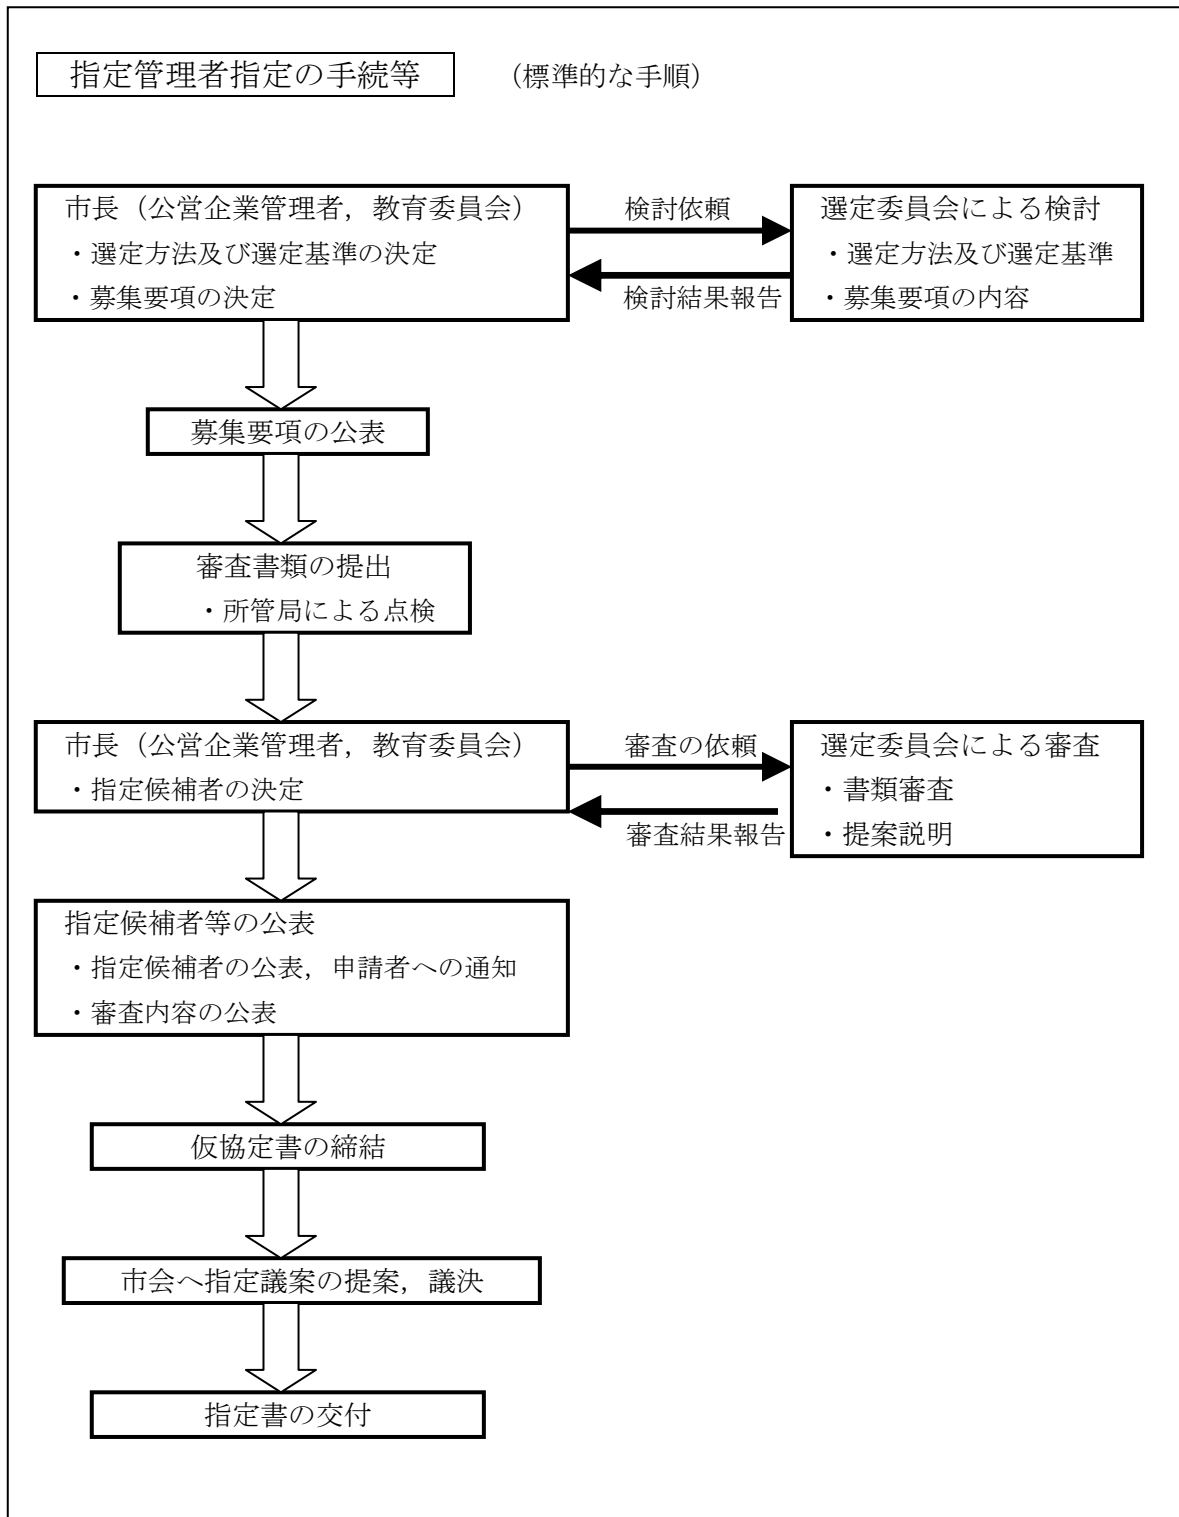 指定管理者指定の手続等
（標準的な手順）
市長（公営企業管理者，教育委員会）
・選定方法及び選定基準の決定
・募集要項の決定
検討依頼
検討結果報告
選定委員会による検討
・選定方法及び選定基準
・募集要項の内容
募集要項の公表
審査書類の提出
・所管局による点検
市長（公営企業管理者，教育委員会）
・指定候補者の決定
審査の依頼
審査結果報告
選定委員会による審査
・書類審査
・提案説明
指定候補者等の公表
・指定候補者の公表，申請者への通知
・審査内容の公表
仮協定書の締結
市会へ指定議案の提案，議決
指定書の交付